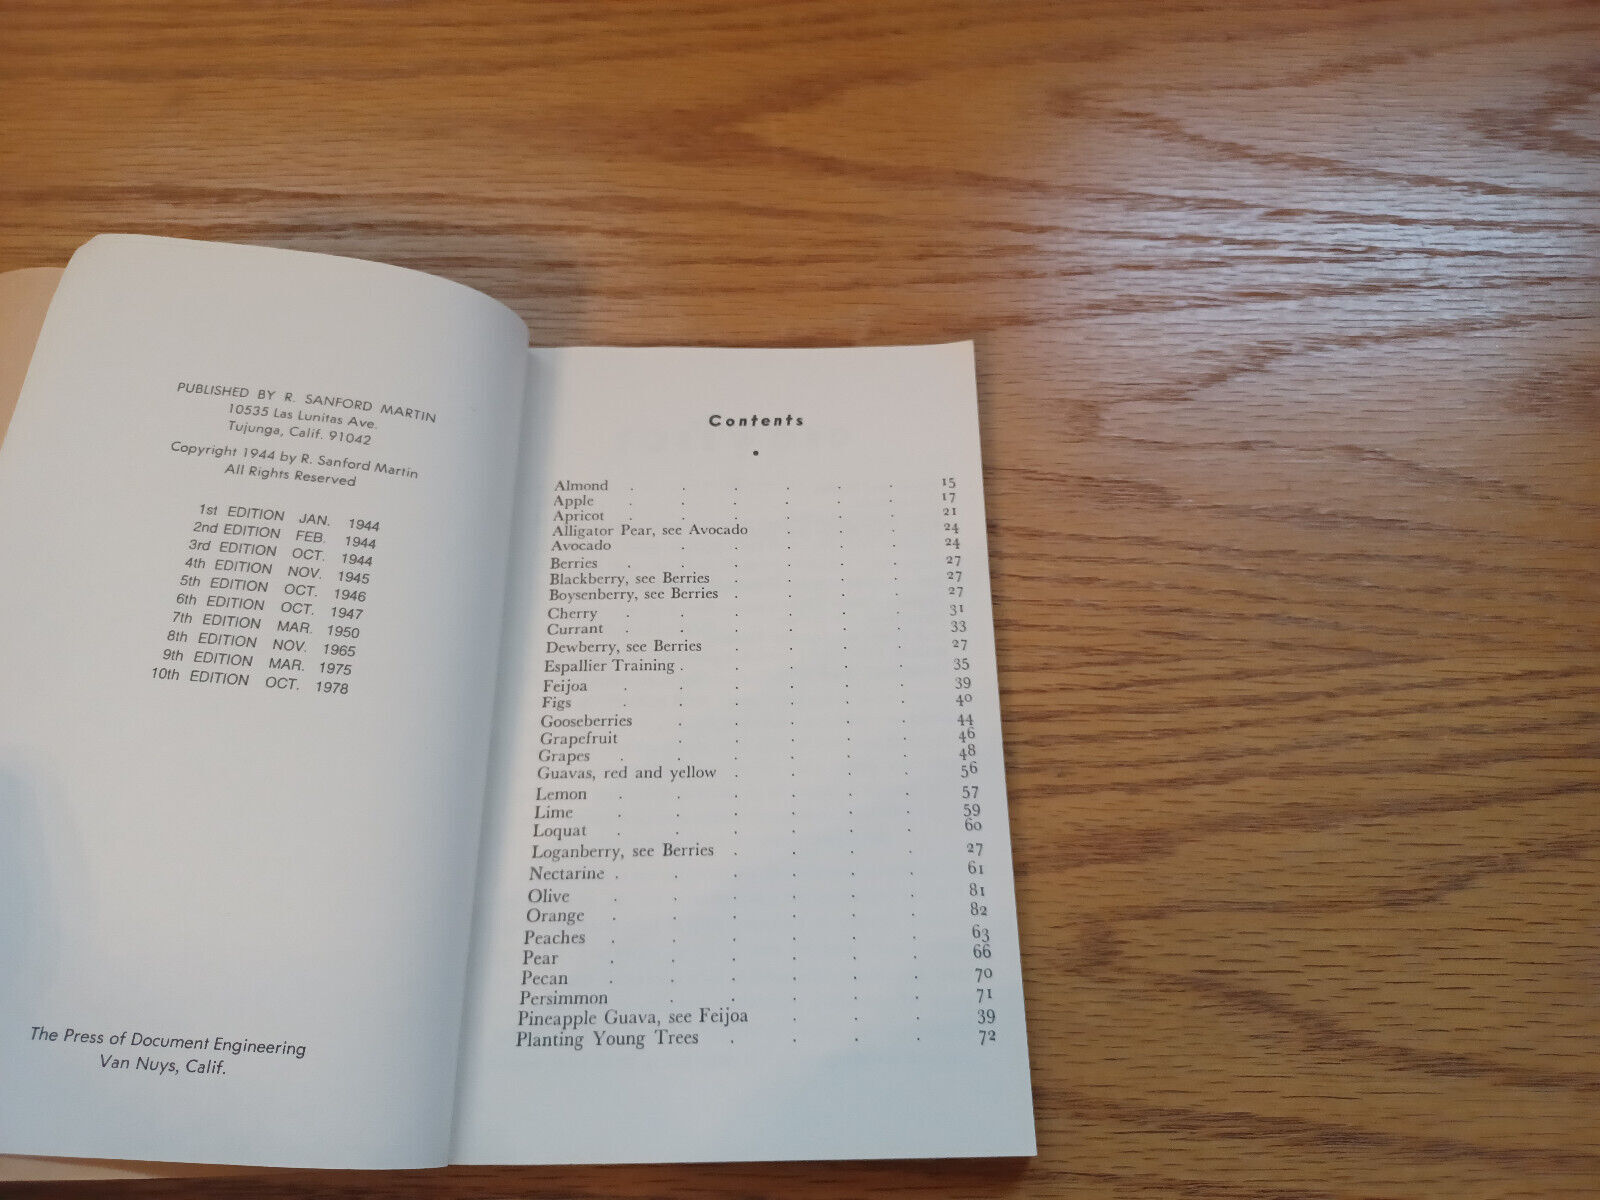 PUBLISHED BY R. SANFORD MARTIN
10535 Las Lunitas Ave.
Tujunga, Calif. 91042
Copyright 1944 by R. Sanford Martin
All Rights Reserved
1st EDITION JAN. 1944
2nd EDITION FEB. 1944
3rd EDITION OCT. 1944
4th EDITION NOV. 1945
5th EDITION OCT. 1946
6th EDITION OCT. 1947
7th EDITION MAR. 1950
8th EDITION NOV. 1965
9th EDITION MAR. 1975
10th EDITION OCT. 1978
The Press of Document Engineering
Van Nuys, Calif.
Contents
Almond . . . . . . 15
Apple . . . . . 17
Apricot . . . . . . 21
Alligator Pear, see Avocado . . . 24
Avocado . . . . . 24
Berries . . . . . . 27
Blackberry, see Berries . . . . 27
Boysenberry, see Berries . . . . 27
Cherry . . . . . . 31
Currant . . . . . . 33
Dewberry, see Berries . . . . 27
Espallier Training . . . . . 35
Feijoa . . . . . . 39
Figs . . . . . . 40
Gooseberries . . . . . 44
Grapefruit . . . . . 46
Grapes . . . . . . 48
Guavas, red and yellow . . . . 56
Lemon . . . . . . 57
Lime . . . . . . 59
Loquat . . . . . . 60
Loganberry, see Berries . . . . 27
Nectarine . . . . . . 61
Olive . . . . . . 81
Orange . . . . . . 82
Peaches . . . . . . 63
Pear . . . . . . 66
Pecan . . . . . . 70
Persimmon . . . . . 71
Pineapple Guava, see Feijoa . . . 39
Planting Young Trees . . . . 72